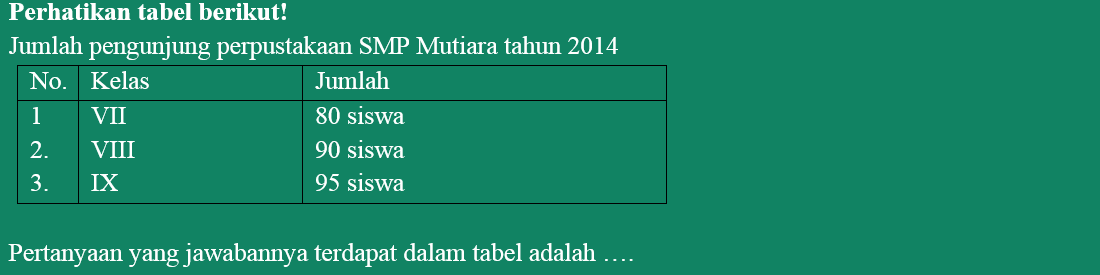 Perhatikan tabel berikut!
Jumlah pengunjung perpustakaan SMP Mutiara tahun 2014
No. Kelas Jumlah
1 VII 80 siswa
2. VIII 90 siswa
3. IX 95 siswa
Pertanyaan yang jawabannya terdapat dalam tabel adalah ….